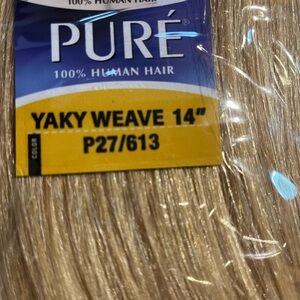 100% HUMAN HAIR
PURÉ®
100% HUMAN HAIR
YAKY WEAVE 14"
COLOR
P27/613